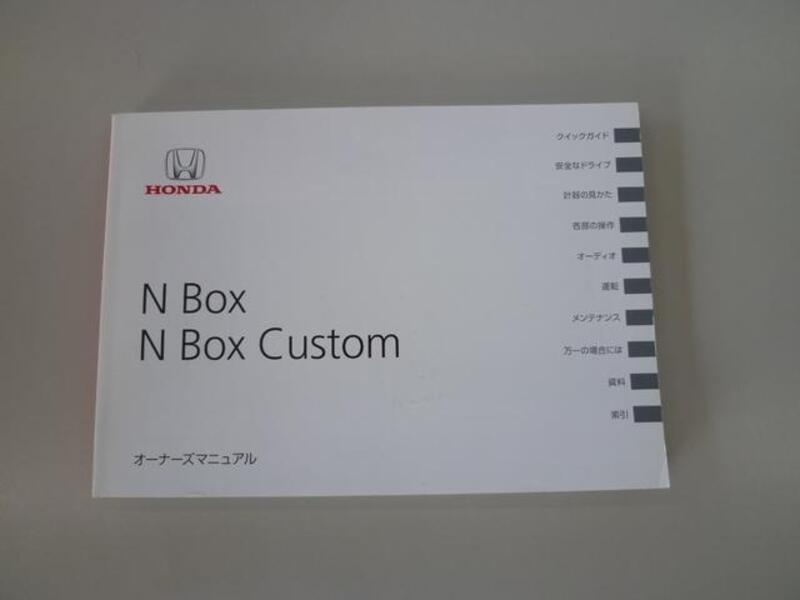 HONDA
N Box
N Box Custom
オーナーズマニュアル
クイックガイド
安全なドライブ
計器の見かた
各部の操作
オーディオ
運転
メンテナンス
万一の場合には
資料
索引